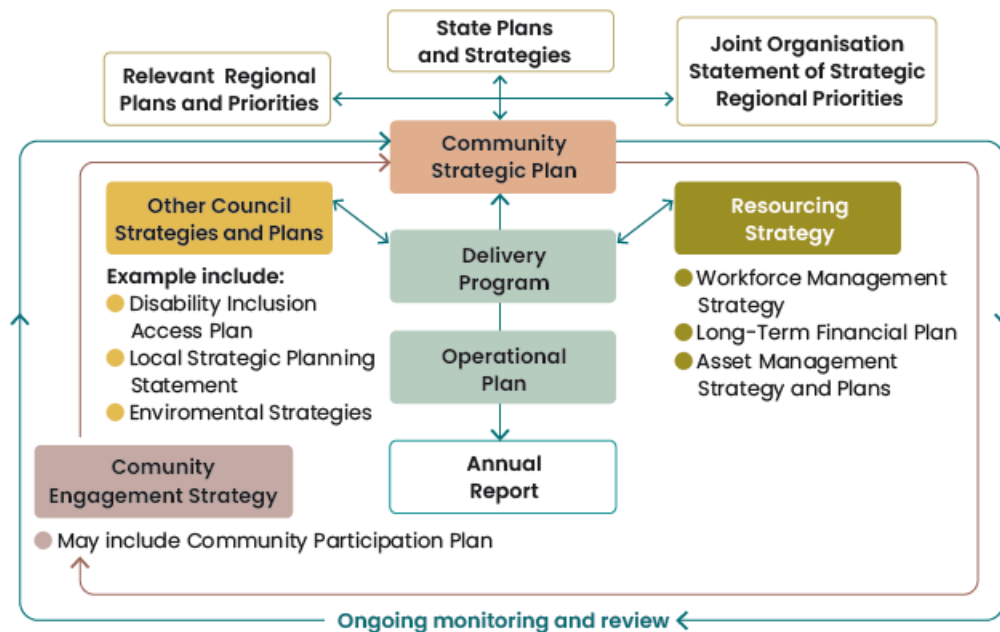 State Plans
and Strategies
Relevant Regional
Plans and Priorities
Joint Organisation
Statement of Strategic
Regional Priorities
Community
Strategic Plan
Other Council
Strategies and Plans
Example include:
Disability Inclusion
Access Plan
Local Strategic Planning
Statement
Enviromental Strategies
Delivery
Program
Operational
Plan
Annual
Report
Resourcing
Strategy
Workforce Management
Strategy
Long-Term Financial Plan
Asset Management
Strategy and Plans
Comunity
Engagement Strategy
May include Community Participation Plan
Ongoing monitoring and review